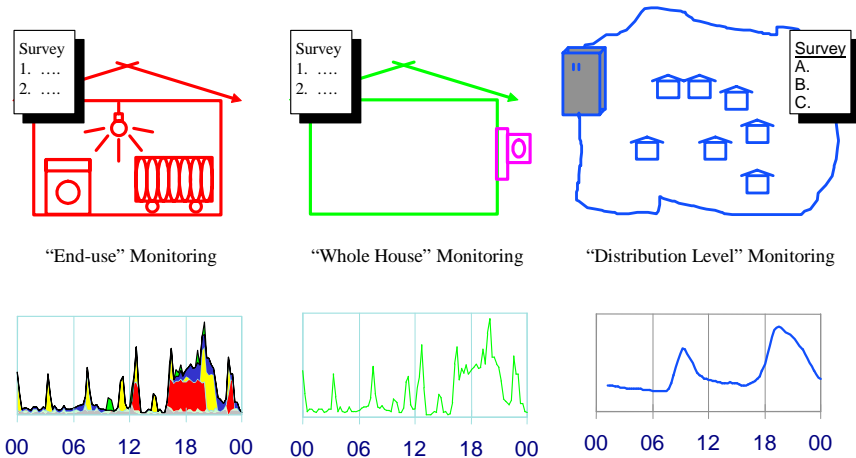 Survey
1. ....
2. ....
Survey
1. ....
2. ....
Survey
A.
B.
C.
“End-use” Monitoring
“Whole House” Monitoring
“Distribution Level” Monitoring
00 06 12 18 00
00 06 12 18 00
00 06 12 18 00